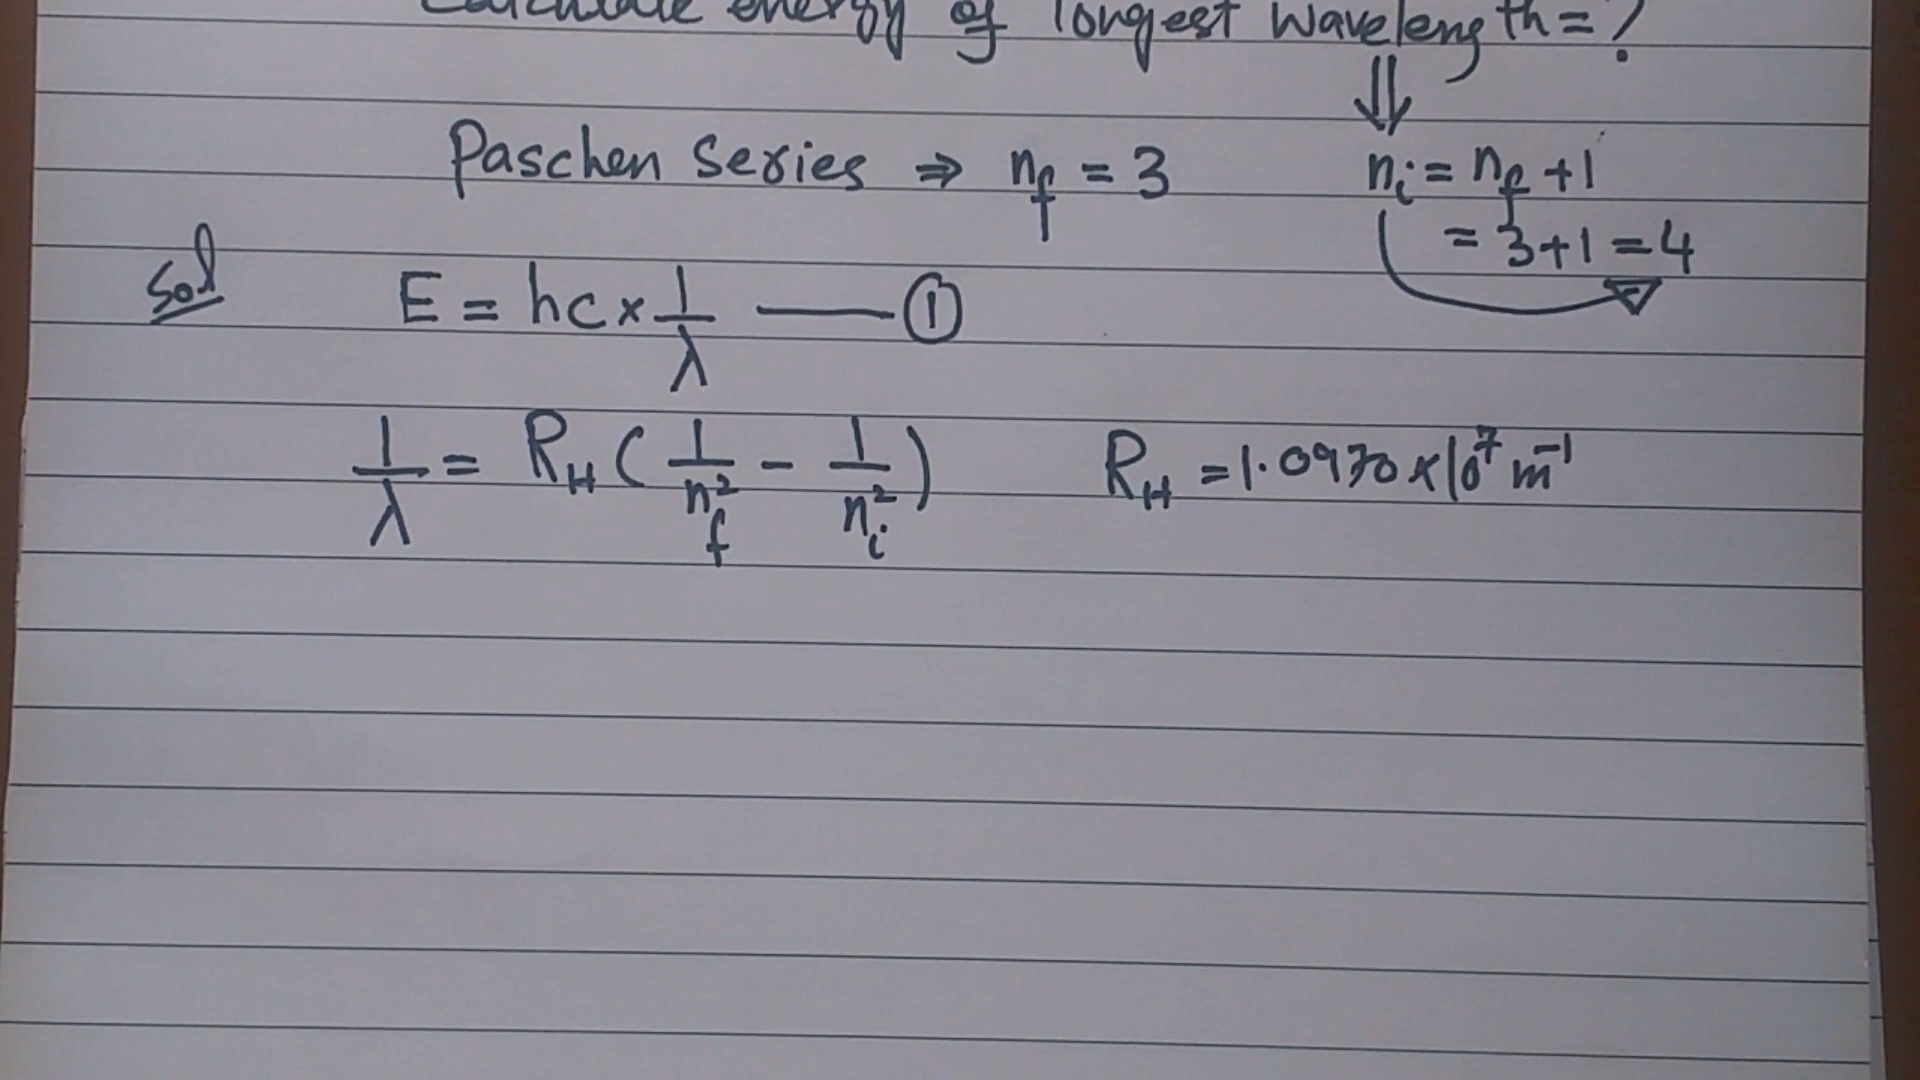 Calculate energy of longest wavelength = ?
⇓
Paschen Series ⇒ n_f = 3 n_i = n_f + 1
= 3+1 = 4
Sol E = hc × 1/λ —— ①
1/λ = R_H ( 1/n_f² - 1/n_i² ) R_H = 1.0970 × 10⁷ m⁻¹